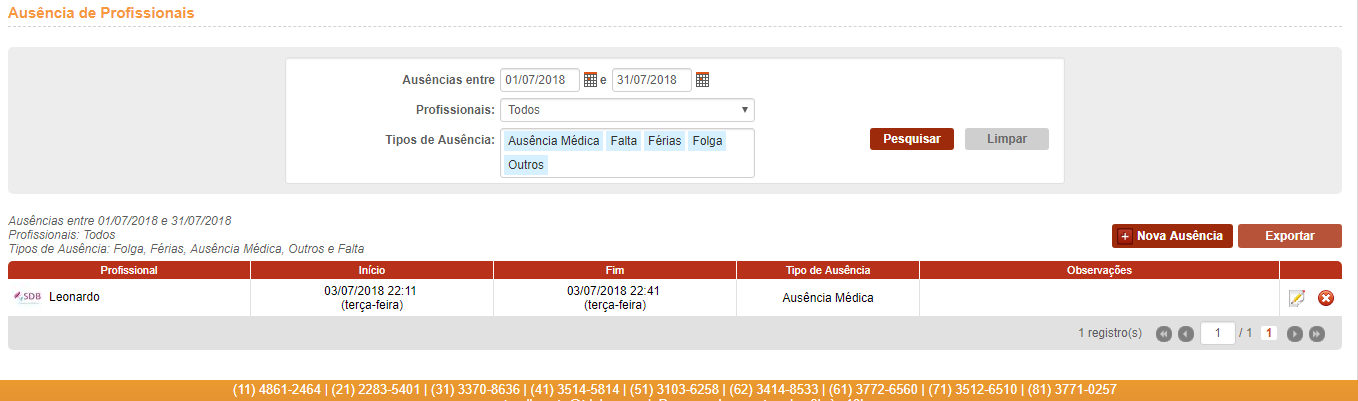 Ausência de Profissionais
Ausências entre 01/07/2018 e 31/07/2018
Profissionais: Todos
Tipos de Ausência: Ausência Médica Falta Férias Folga
Outros
Pesquisar Limpar
Ausências entre 01/07/2018 e 31/07/2018
Profissionais: Todos
Tipos de Ausência: Folga, Férias, Ausência Médica, Outros e Falta
+ Nova Ausência Exportar
Profissional Início Fim Tipo de Ausência Observações
SDB Leonardo 03/07/2018 22:11 03/07/2018 22:41 Ausência Médica
(terça-feira) (terça-feira)
1 registro(s) 1 / 1 1
(11) 4861-2464 | (21) 2283-5401 | (31) 3370-8636 | (41) 3514-5814 | (51) 3103-6258 | (62) 3414-8533 | (61) 3772-6560 | (71) 3512-6510 | (81) 3771-0257